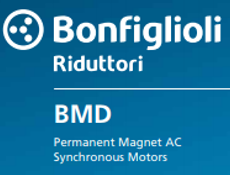 Bonfiglioli
Riduttori
BMD
Permanent Magnet AC
Synchronous Motors